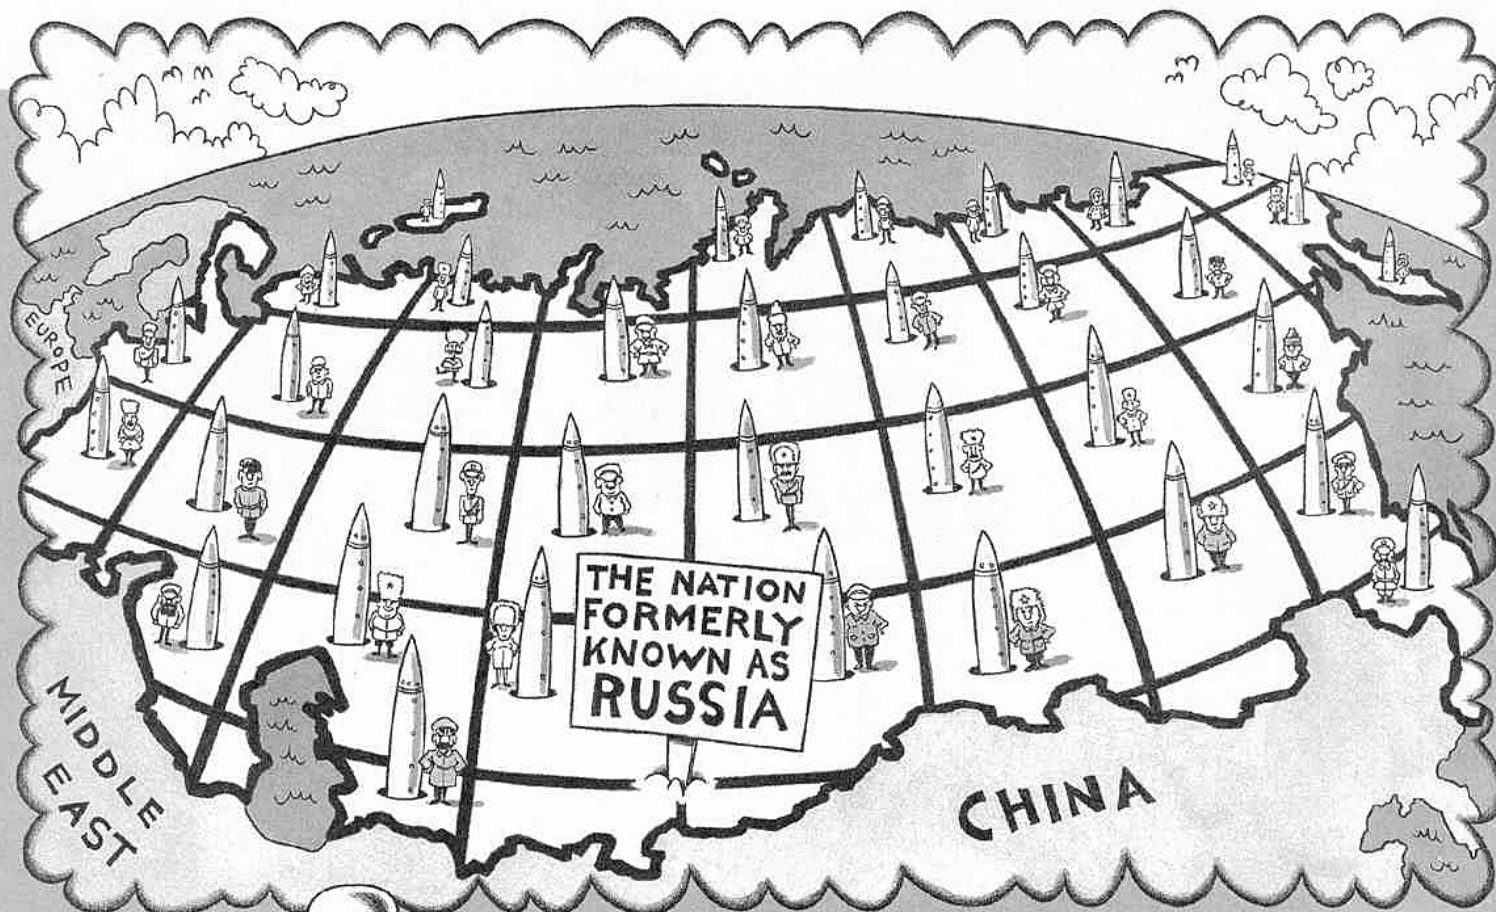 EUROPE
THE NATION
FORMERLY
KNOWN AS
RUSSIA
MIDDLE
EAST
CHINA